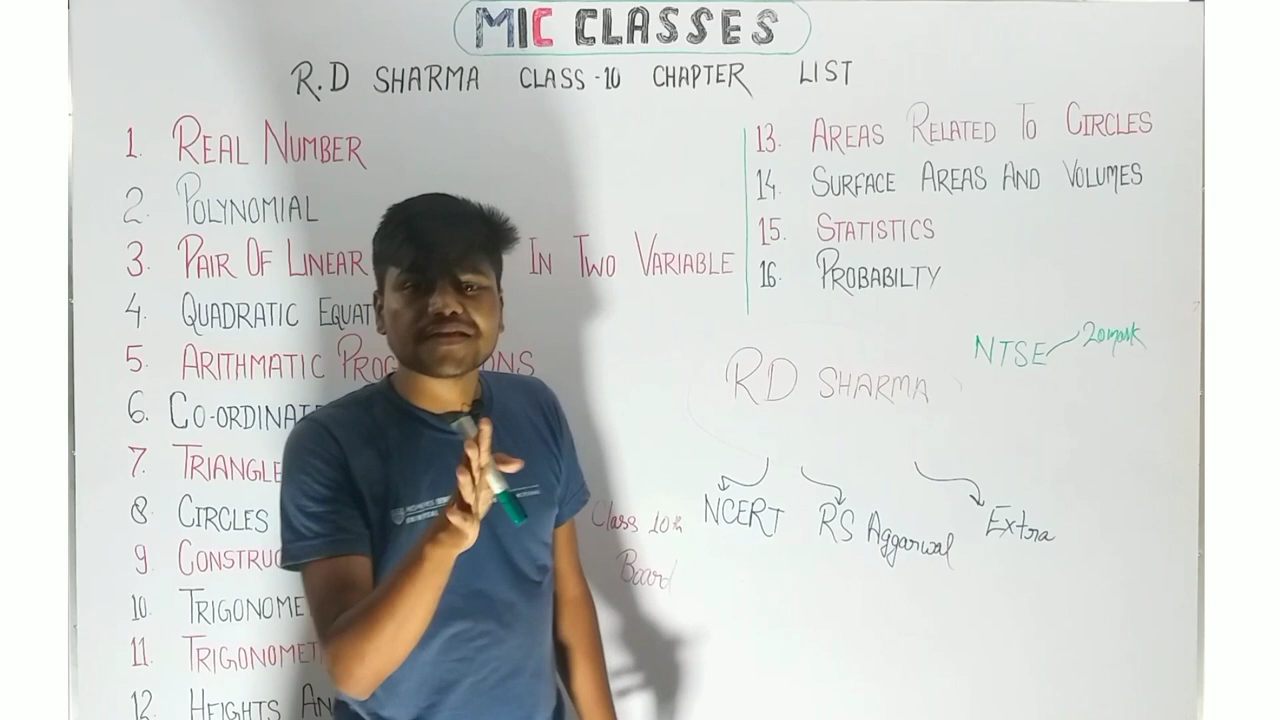 MIC CLASSES
R.D SHARMA CLASS-10 CHAPTER LIST
1. REAL NUMBER
2. POLYNOMIAL
3. PAIR OF LINEAR IN TWO VARIABLE
4. QUADRATIC EQUAT
5. ARITHMATIC PROG ONS
6. CO-ORDINAT
7. TRIANGLE
8 CIRCLES
9. CONSTRUC
10. TRIGONOME
11. TRIGONOMET
12. HEIGHTS AN
13. AREAS RELATED TO CIRCLES
14. SURFACE AREAS AND VOLUMES
15. STATISTICS
16. PROBABILTY
NTSE 20 mark
RD SHARMA
NCERT RS Aggarwal Extra
Class 10th
Board